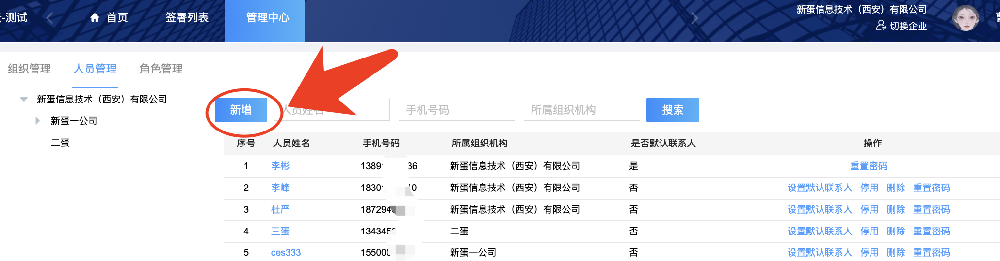 -测试 首页 签署列表 管理中心 新蛋信息技术（西安）有限公司
切换企业
组织管理 人员管理 角色管理
新蛋信息技术（西安）有限公司
新蛋一公司
二蛋
新增 人员姓名 手机号码 所属组织机构 搜索
序号 人员姓名 手机号码 所属组织机构 是否默认联系人 操作
1 李彬 1389 36 新蛋信息技术（西安）有限公司 是 重置密码
2 李峰 1830 10 新蛋信息技术（西安）有限公司 否 设置默认联系人 停用 删除 重置密码
3 杜严 187294 新蛋信息技术（西安）有限公司 否 设置默认联系人 停用 删除 重置密码
4 三蛋 134345 二蛋 否 设置默认联系人 停用 删除 重置密码
5 ces333 15500 新蛋一公司 否 设置默认联系人 停用 删除 重置密码